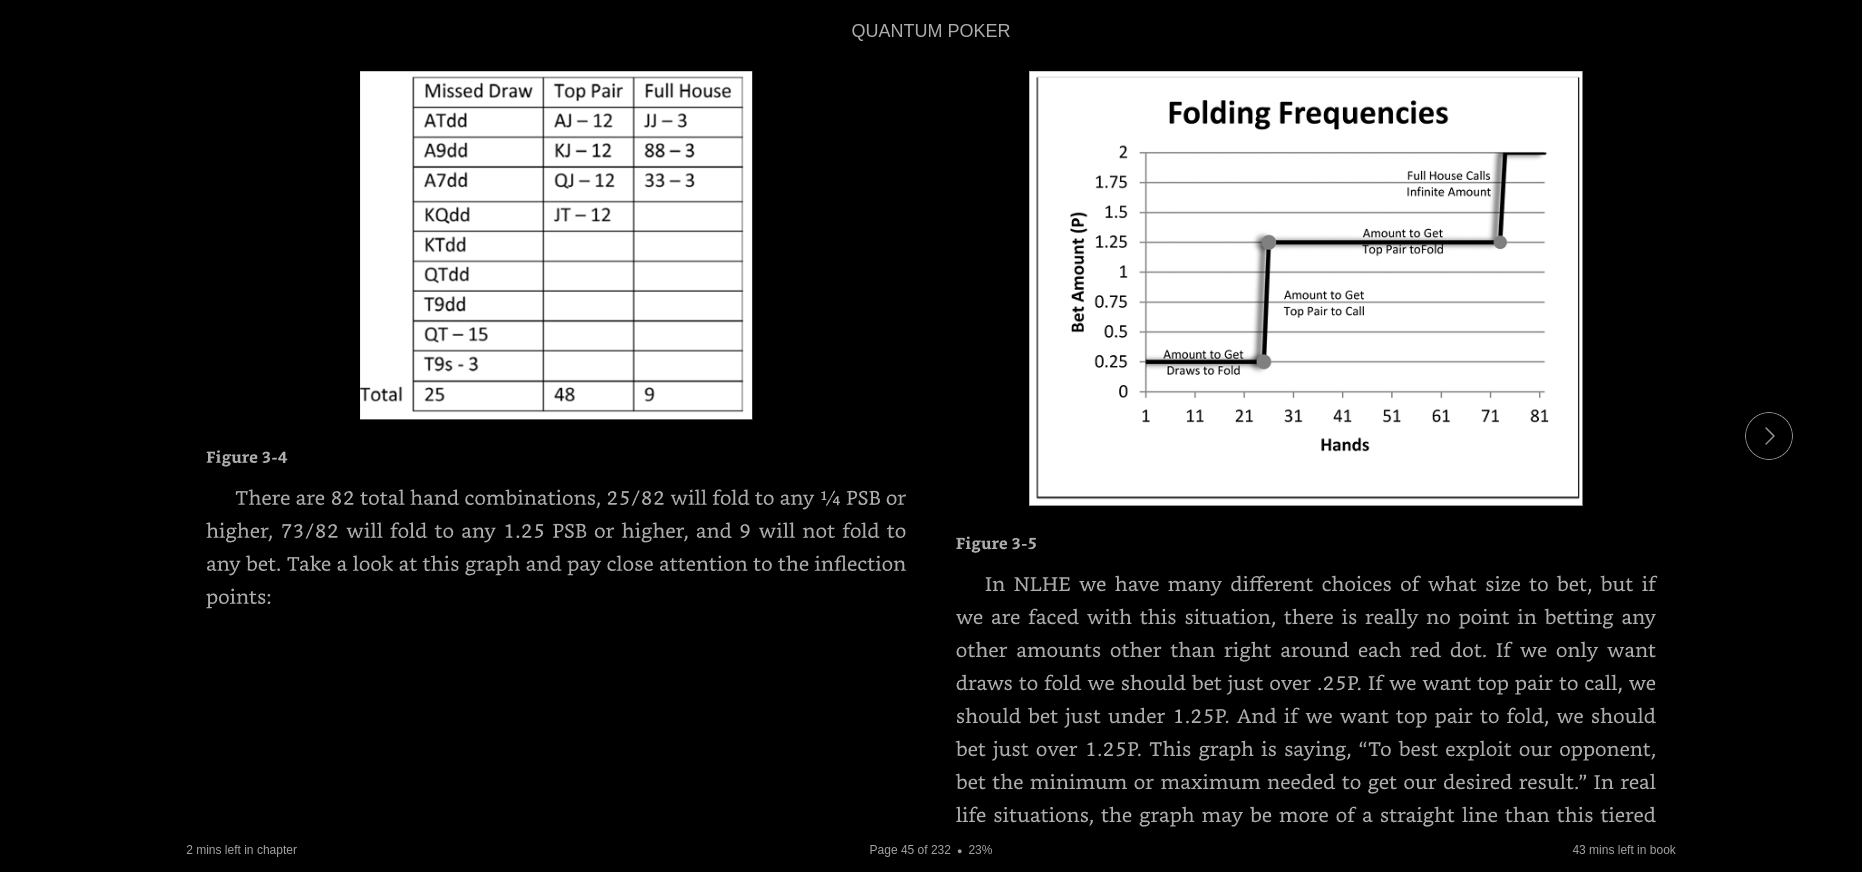 QUANTUM POKER
Missed Draw Top Pair Full House
ATdd AJ – 12 JJ – 3
A9dd KJ – 12 88 – 3
A7dd QJ – 12 33 – 3
KQdd JT – 12
KTdd
QTdd
T9dd
QT – 15
T9s - 3
Total 25 48 9
Figure 3-4
There are 82 total hand combinations, 25/82 will fold to any ¼ PSB or
higher, 73/82 will fold to any 1.25 PSB or higher, and 9 will not fold to
any bet. Take a look at this graph and pay close attention to the inflection
points:
Folding Frequencies
Bet Amount (P)
2
1.75
1.5
1.25
1
0.75
0.5
0.25
0
Full House Calls
Infinite Amount
Amount to Get
Top Pair toFold
Amount to Get
Top Pair to Call
Amount to Get
Draws to Fold
1 11 21 31 41 51 61 71 81
Hands
Figure 3-5
In NLHE we have many different choices of what size to bet, but if
we are faced with this situation, there is really no point in betting any
other amounts other than right around each red dot. If we only want
draws to fold we should bet just over .25P. If we want top pair to call, we
should bet just under 1.25P. And if we want top pair to fold, we should
bet just over 1.25P. This graph is saying, “To best exploit our opponent,
bet the minimum or maximum needed to get our desired result.” In real
life situations, the graph may be more of a straight line than this tiered
2 mins left in chapter
Page 45 of 232 • 23%
43 mins left in book